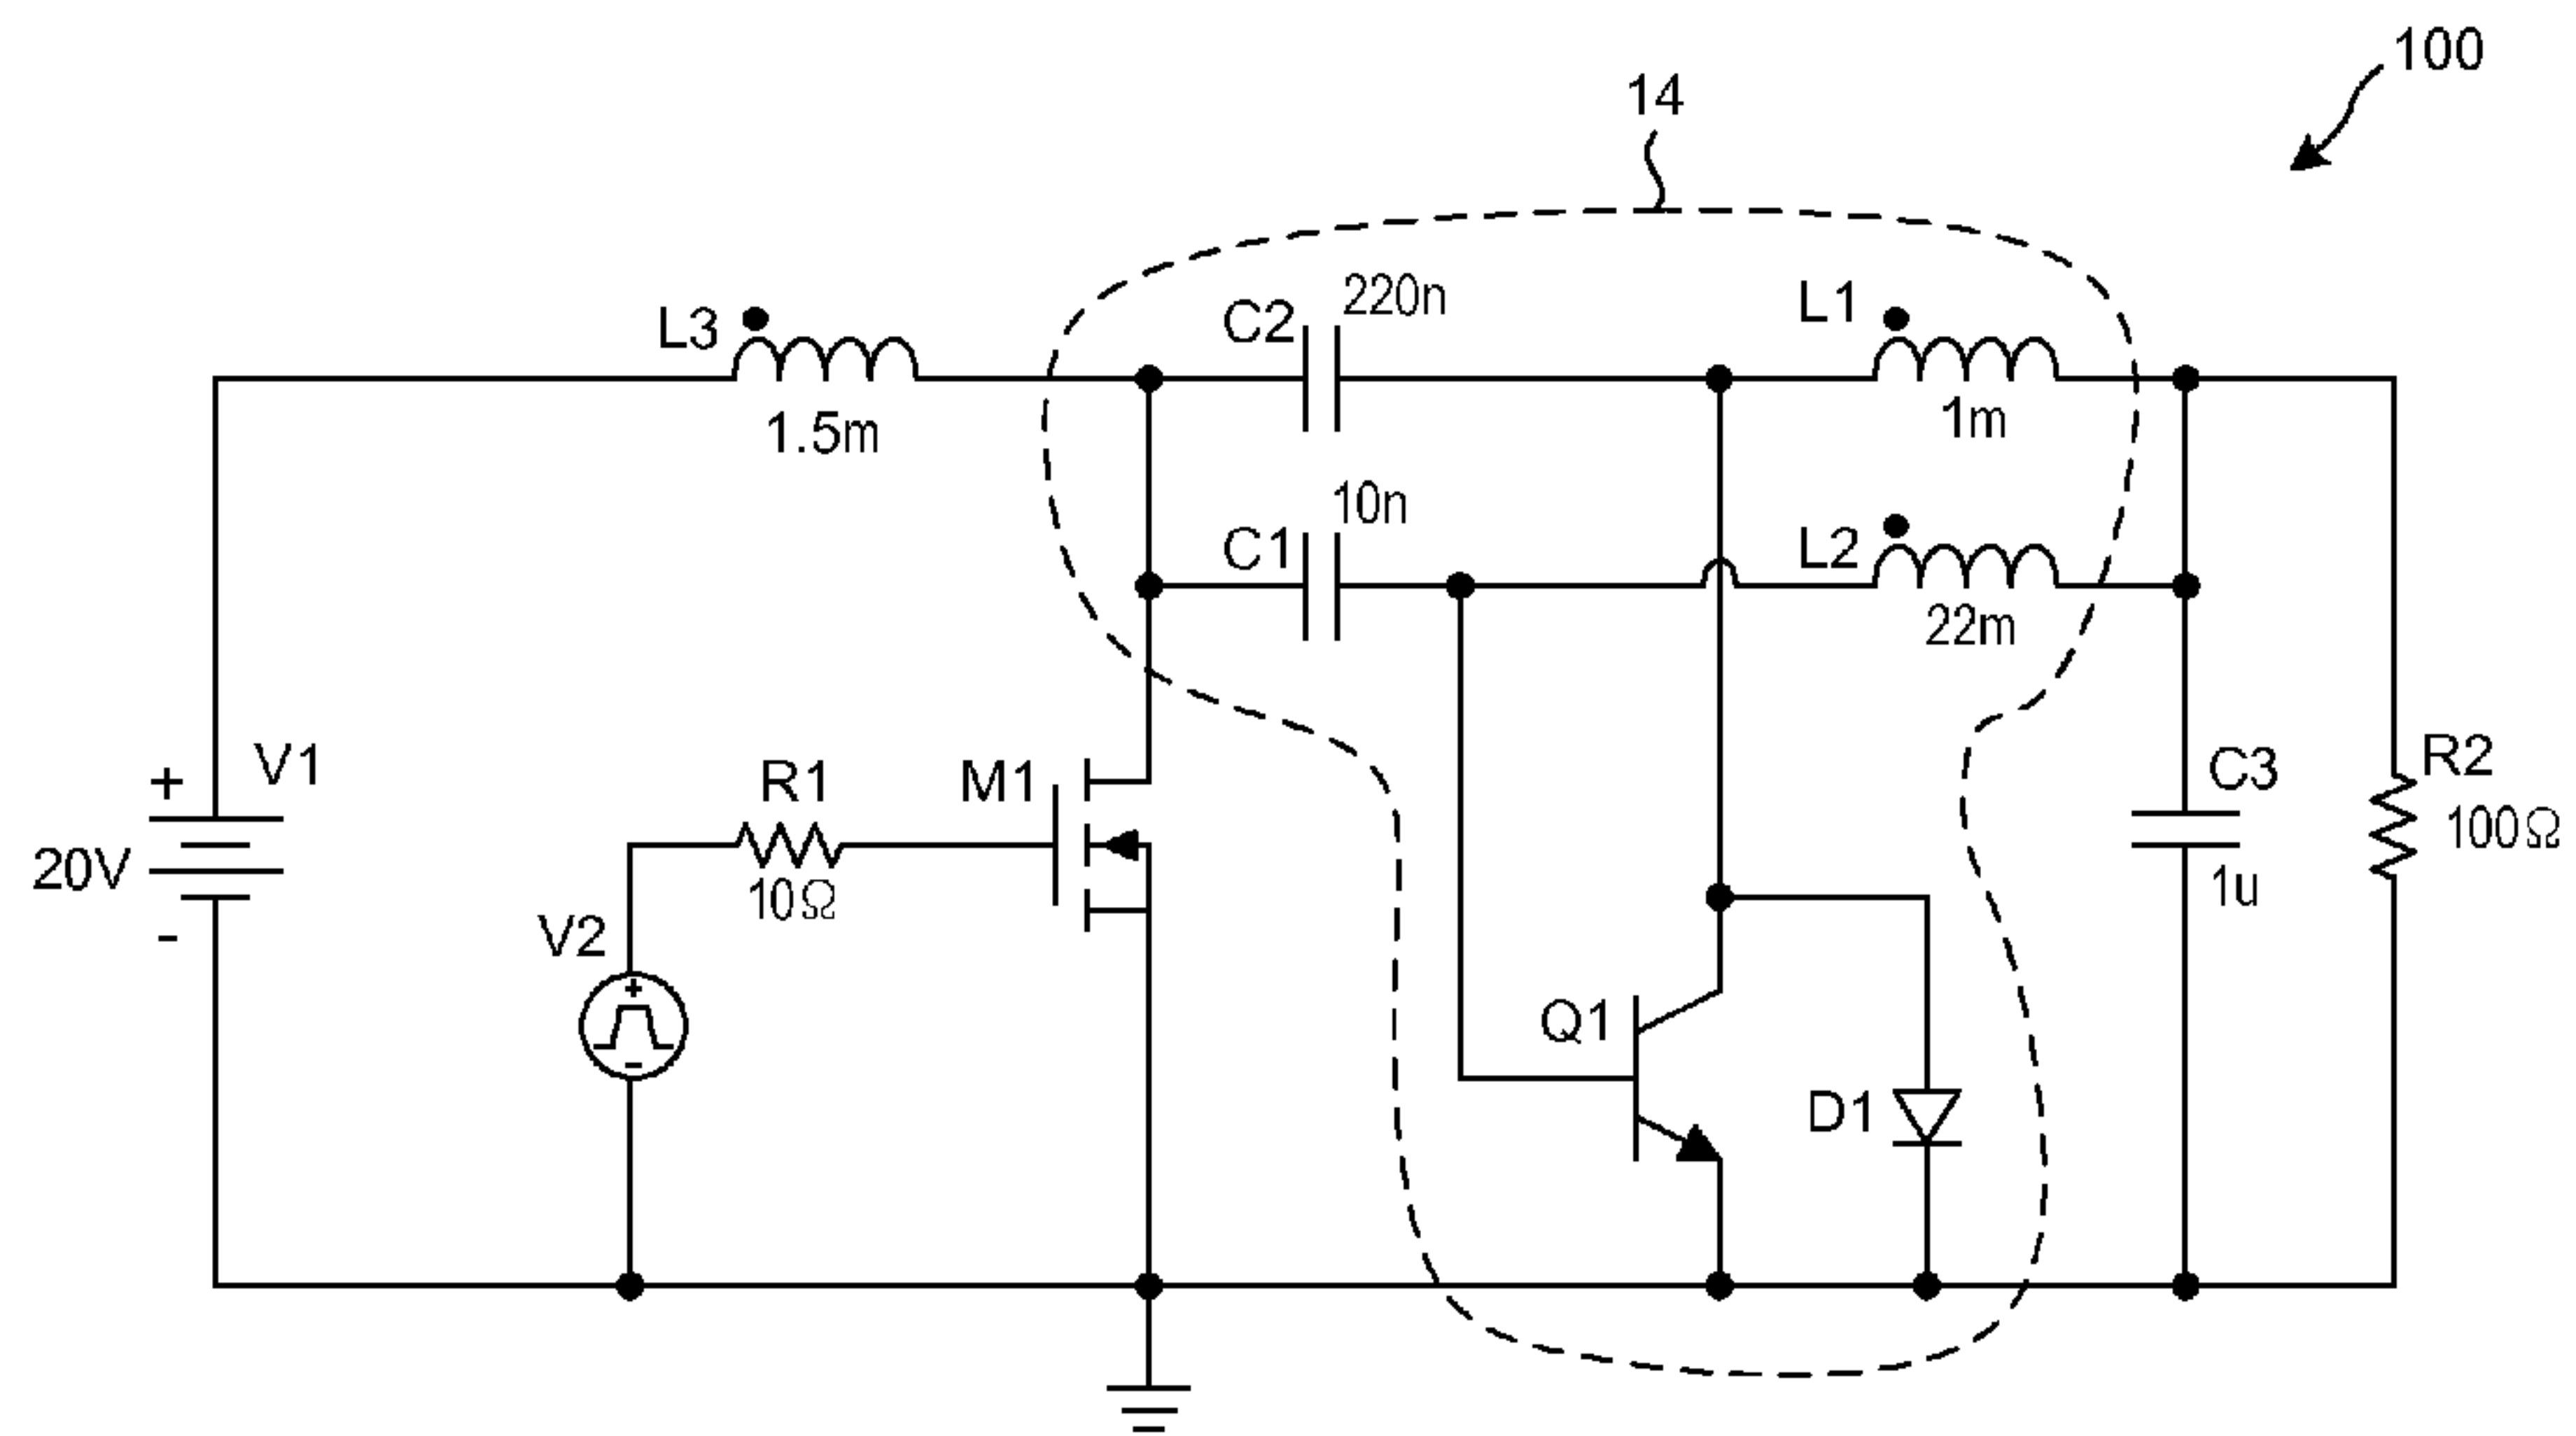 100
14
L3
1.5m
C2
220n
L1
1m
C1
10n
L2
22m
+
V1
20V
-
R1
10Ω
M1
V2
+
-
Q1
D1
C3
1u
R2
100Ω